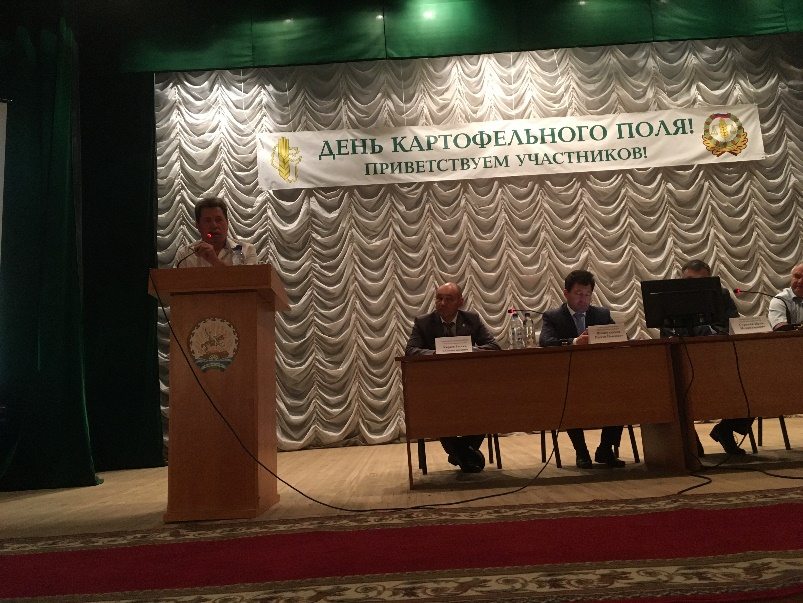 ДЕНЬ КАРТОФЕЛЬНОГО ПОЛЯ!
ПРИВЕТСТВУЕМ УЧАСТНИКОВ!